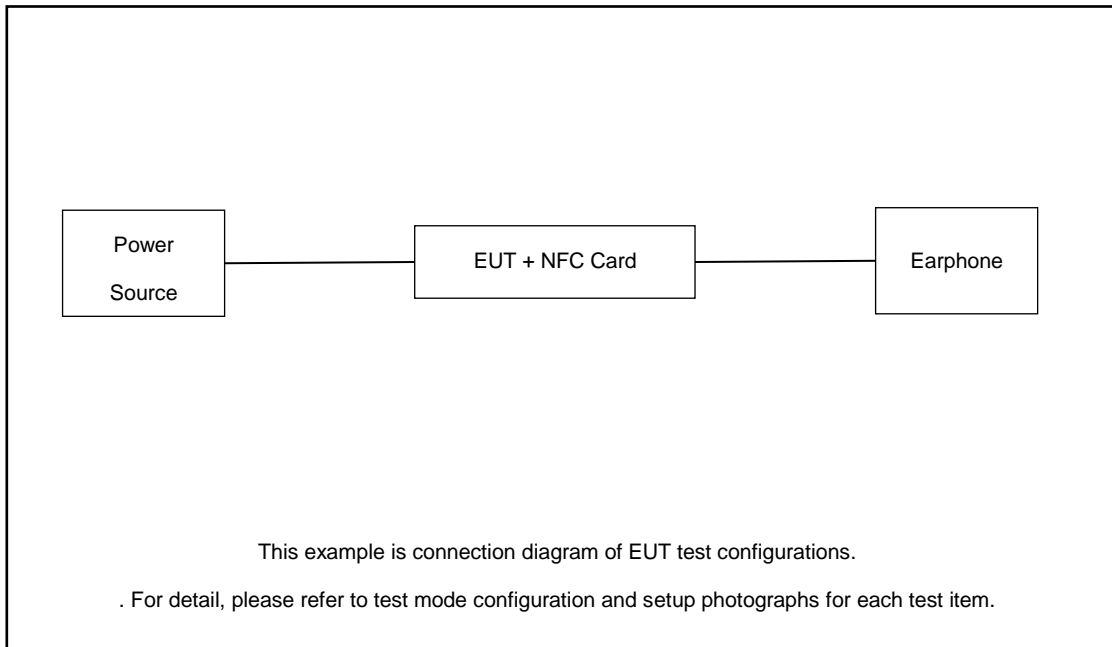 Power
Source
EUT + NFC Card
Earphone
This example is connection diagram of EUT test configurations.
. For detail, please refer to test mode configuration and setup photographs for each test item.